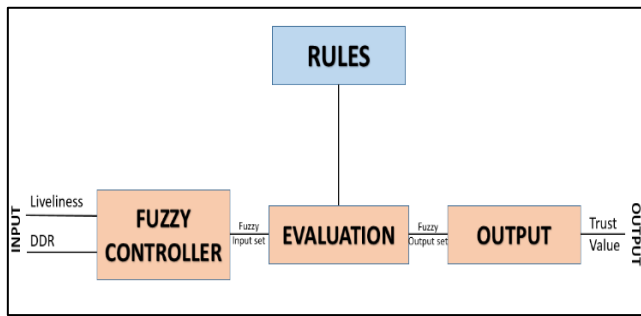 RULES
INPUT
Liveliness
DDR
FUZZY
CONTROLLER
Fuzzy
Input set
EVALUATION
Fuzzy
Output set
OUTPUT
Trust
Value
OUTPUT